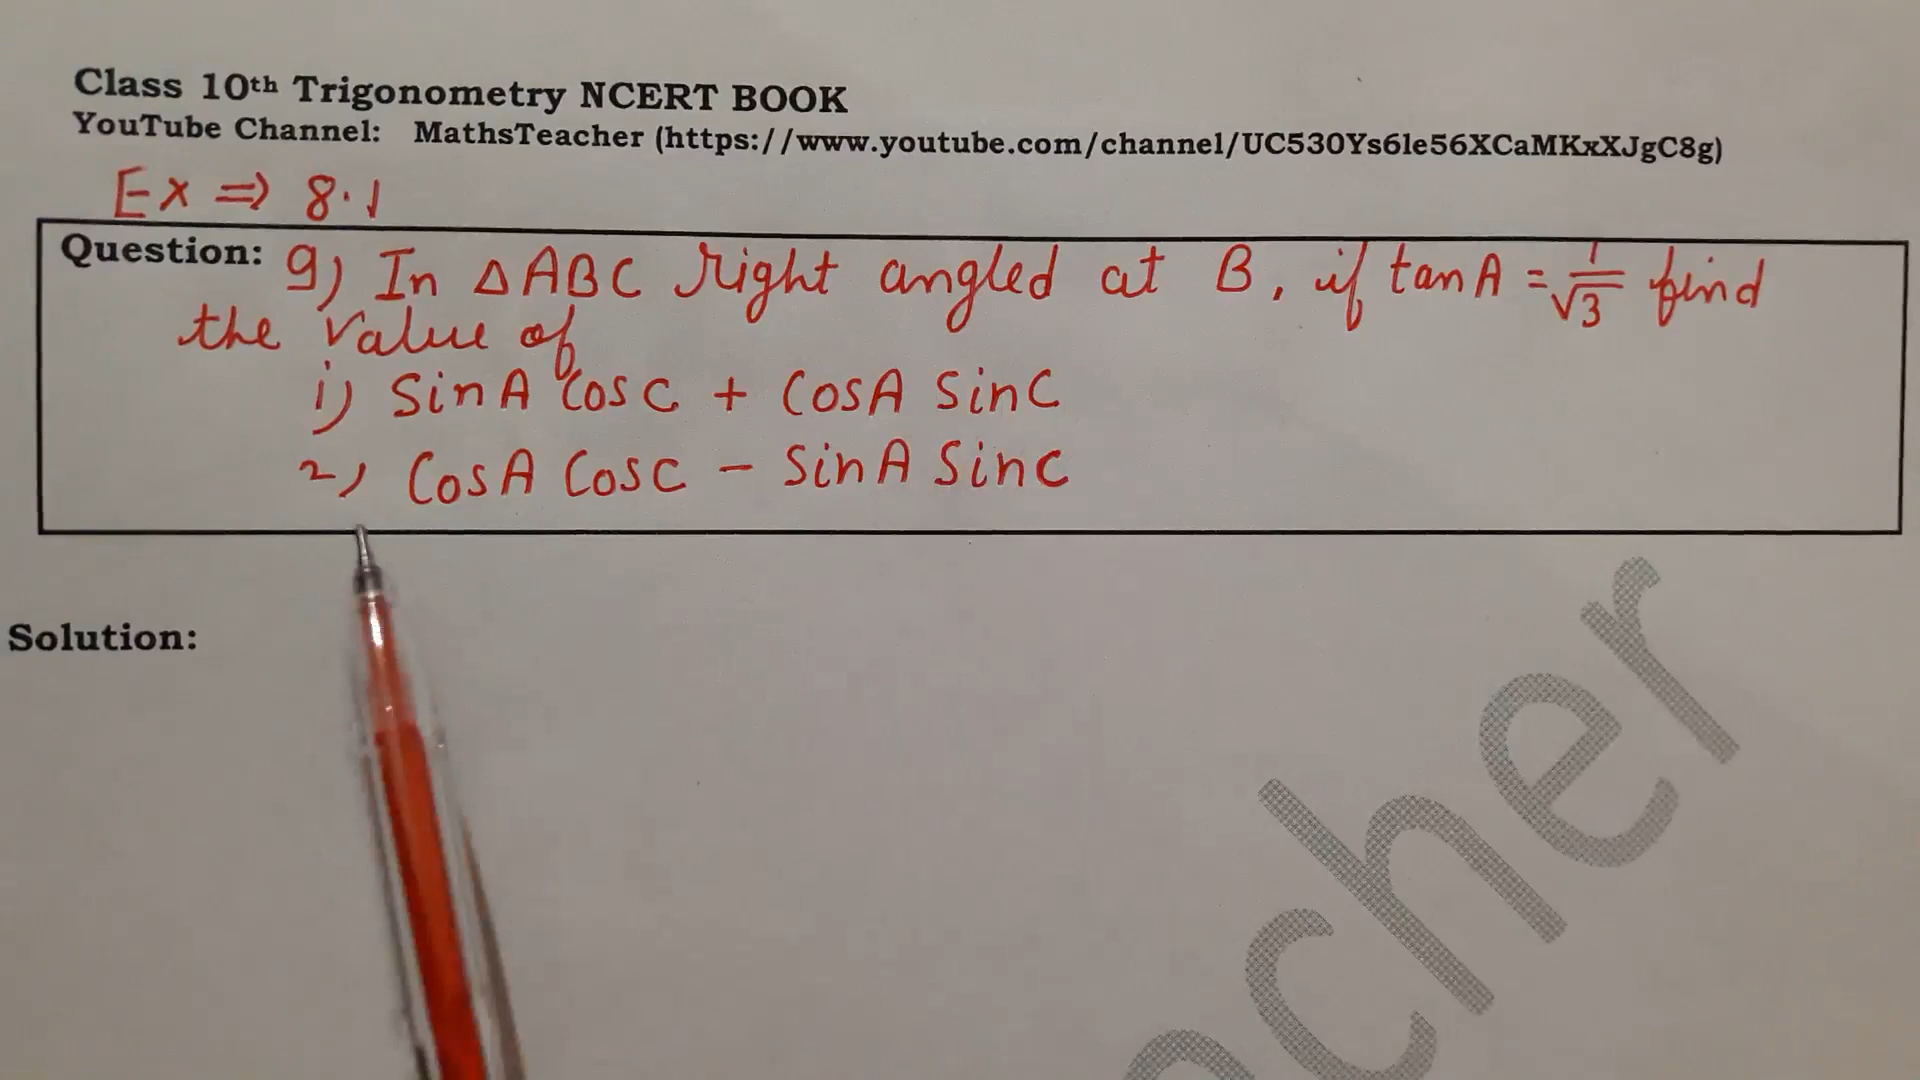 Class 10th Trigonometry NCERT BOOK
YouTube Channel: MathsTeacher (https://www.youtube.com/channel/UC530Ys6le56XCaMKxXJgC8g)
Ex ⇒ 8.1
Question: 9) In △ABC right angled at B, if tan A = 1/√3 find
the value of
i) Sin A Cos C + Cos A Sin C
2) Cos A Cos C - Sin A Sin C
Solution:
cher